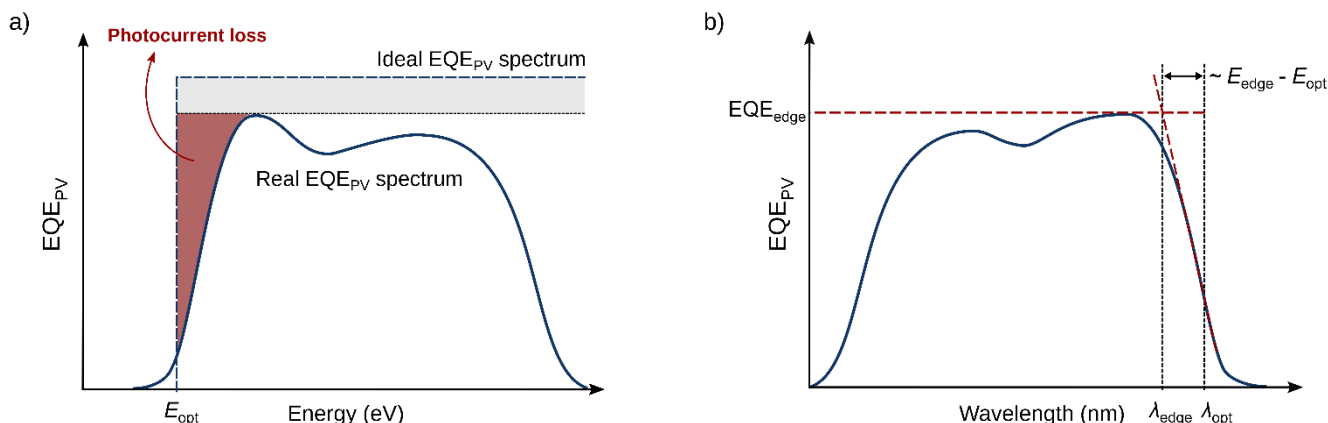 a)
Photocurrent loss
Ideal EQE_PV spectrum
Real EQE_PV spectrum
EQE_PV
E_opt
Energy (eV)
b)
~ E_edge - E_opt
EQE_edge
EQE_PV
Wavelength (nm)
λ_edge
λ_opt